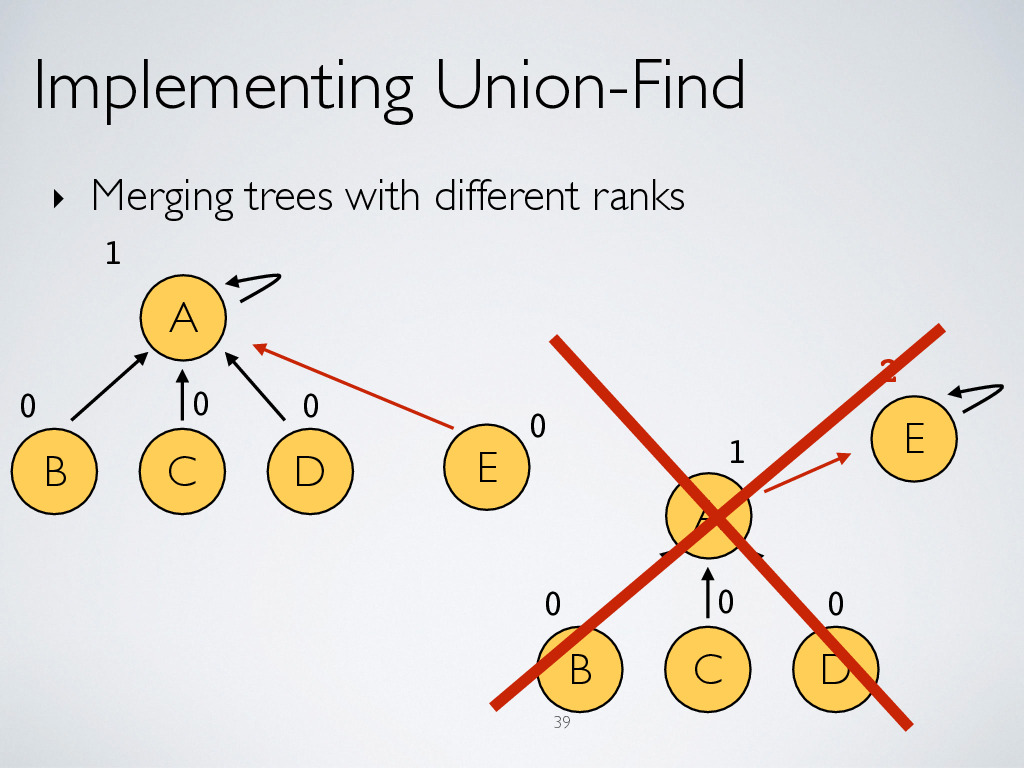 Implementing Union-Find
▸ Merging trees with different ranks
1
A
0 0 0
B C D
E 0
2
E
1
A
0 0 0
B C D
39